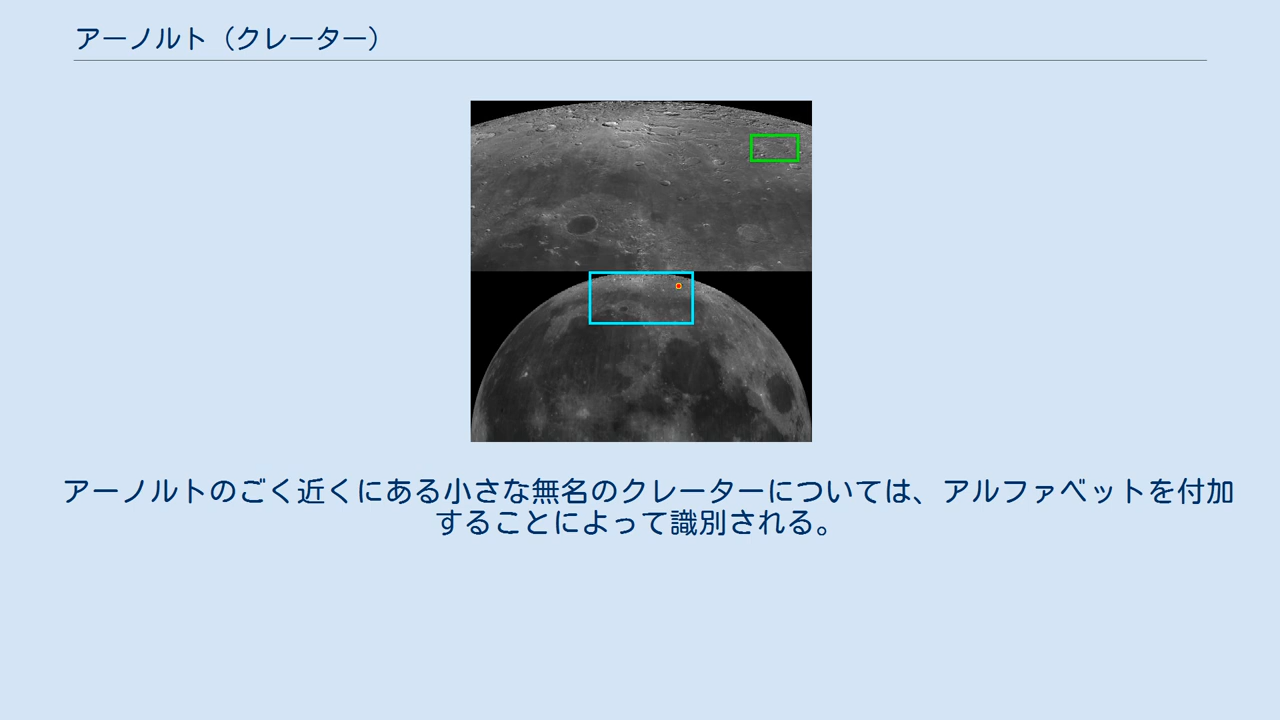 アーノルト（クレーター）
アーノルトのごく近くにある小さな無名のクレーターについては、アルファベットを付加
することによって識別される。